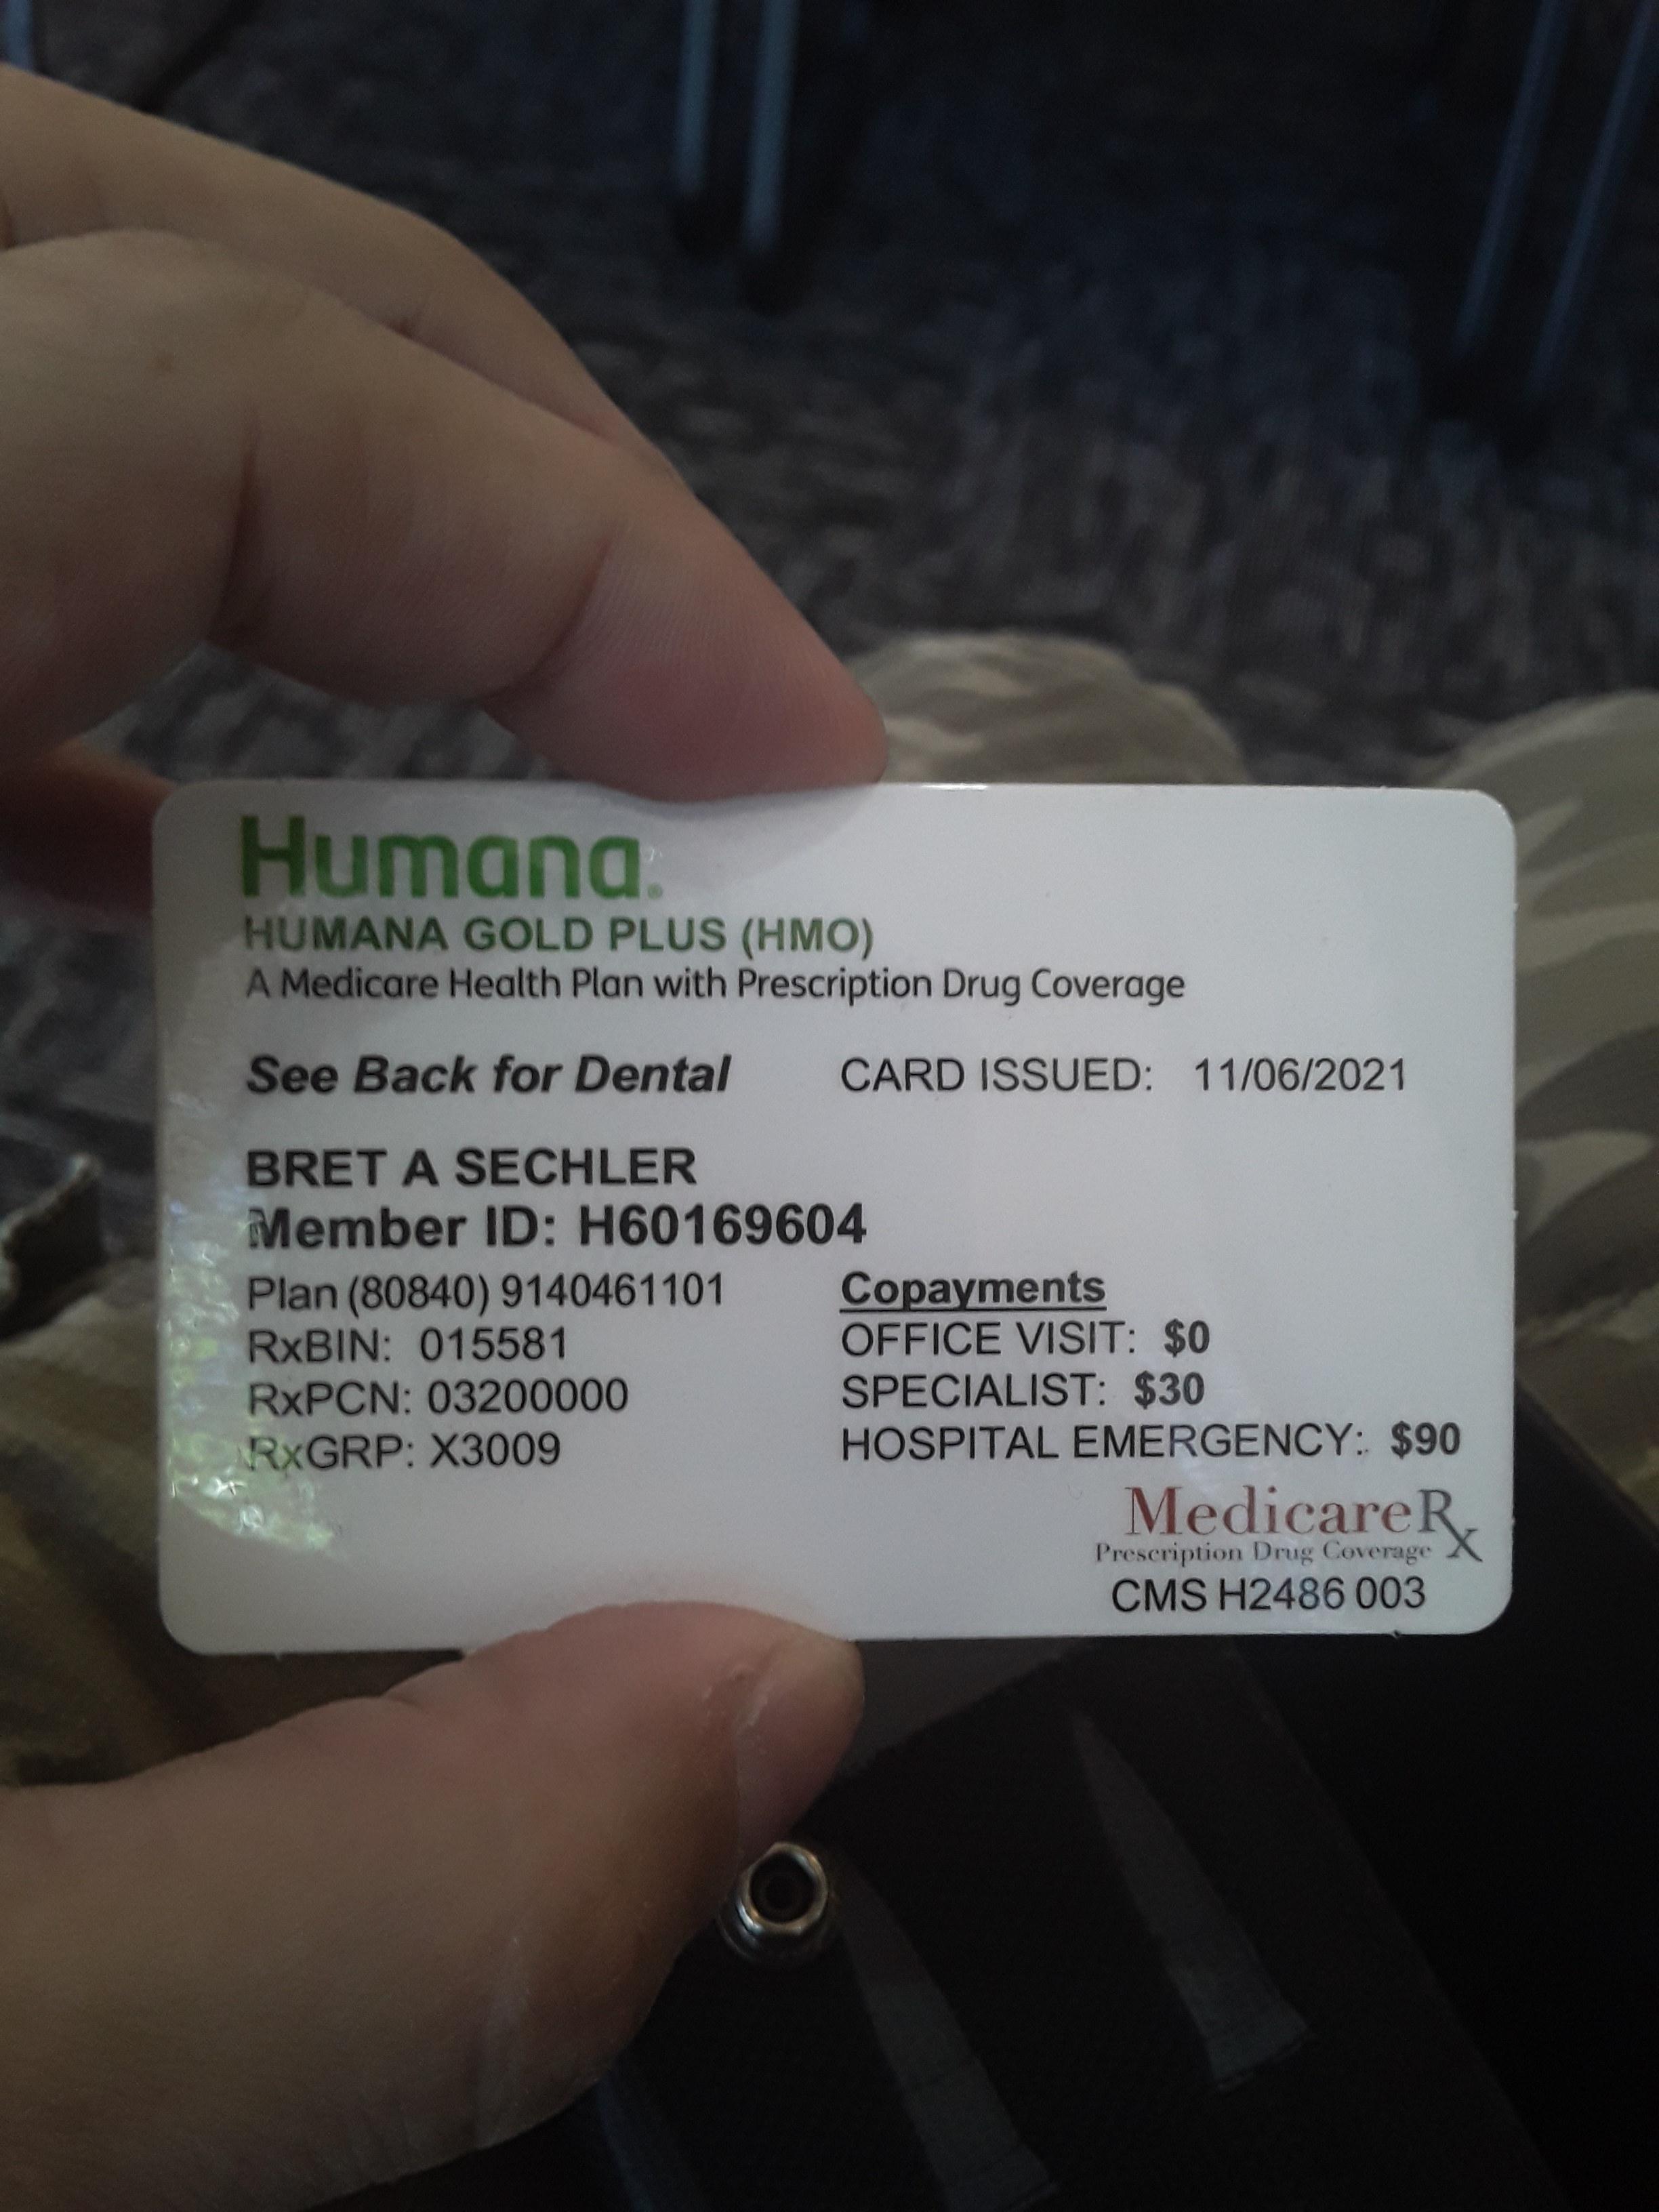 Humana®
HUMANA GOLD PLUS (HMO)
A Medicare Health Plan with Prescription Drug Coverage
See Back for Dental CARD ISSUED: 11/06/2021
BRET A SECHLER
Member ID: H60169604
Plan (80840) 9140461101
RxBIN: 015581
RxPCN: 03200000
RxGRP: X3009
Copayments
OFFICE VISIT: $0
SPECIALIST: $30
HOSPITAL EMERGENCY: $90
MedicareRx
Prescription Drug Coverage
CMS H2486 003